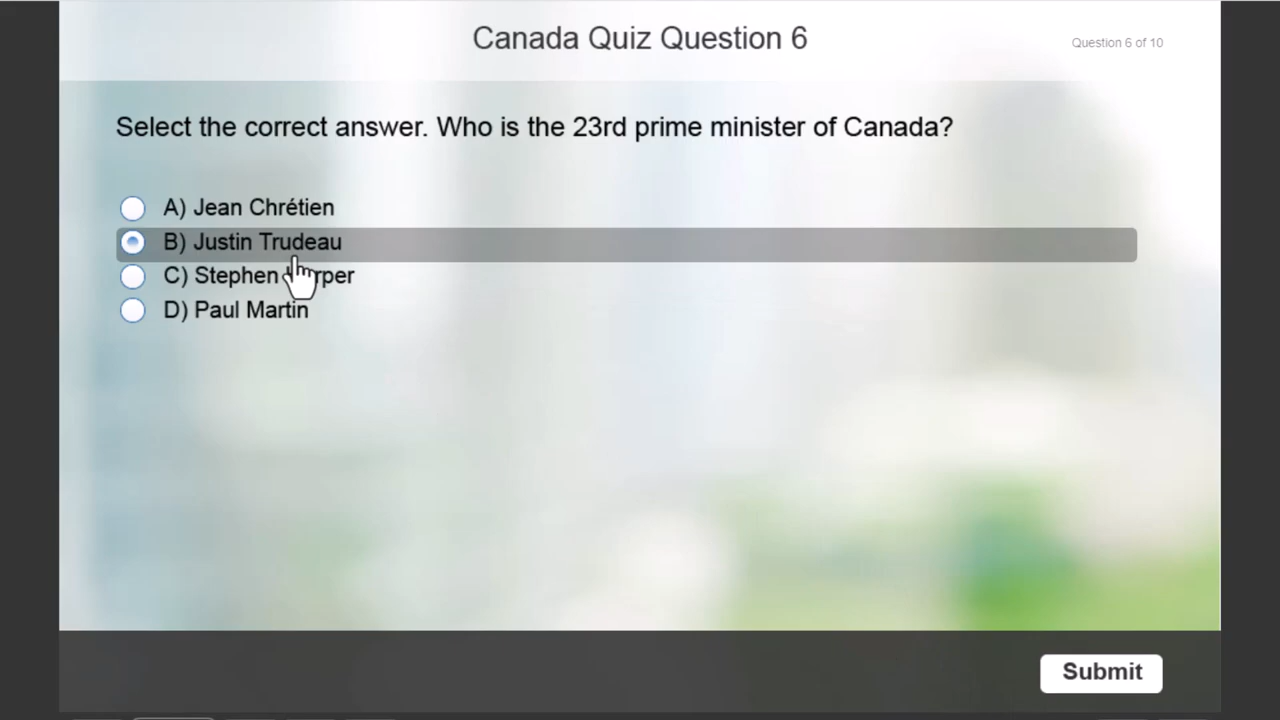 Canada Quiz Question 6
Question 6 of 10
Select the correct answer. Who is the 23rd prime minister of Canada?
A) Jean Chrétien
B) Justin Trudeau
C) Stephen
D) Paul Martin
Submit